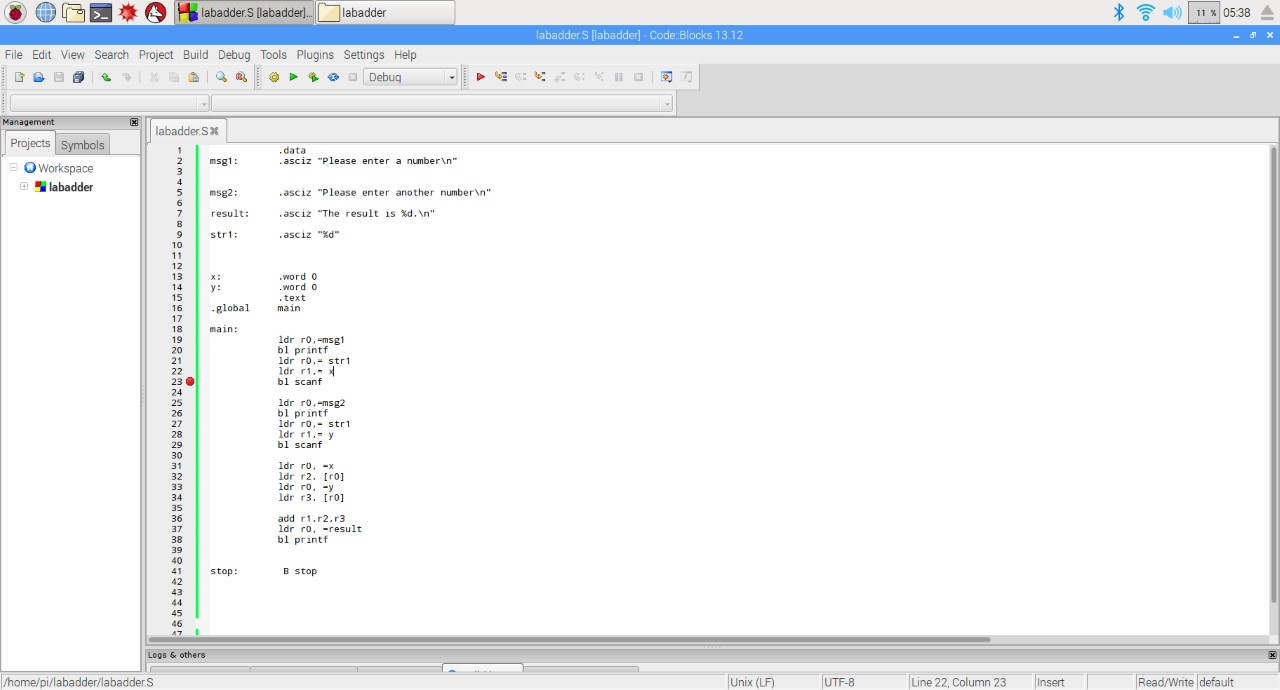 labadder.S [labadder]...
labadder
11 %
05:38
labadder.S [labadder] - Code::Blocks 13.12
File Edit View Search Project Build Debug Tools Plugins Settings Help
Debug
Management
Projects Symbols
Workspace
labadder
labadder.S
1 .data
2 msg1: .asciz "Please enter a number\n"
3
4
5 msg2: .asciz "Please enter another number\n"
6
7 result: .asciz "The result is %d.\n"
8
9 str1: .asciz "%d"
10
11
12
13 x: .word 0
14 y: .word 0
15 .text
16 .global main
17
18 main:
19 ldr r0,=msg1
20 bl printf
21 ldr r0,= str1
22 ldr r1,= x
23 bl scanf
24
25 ldr r0,=msg2
26 bl printf
27 ldr r0,= str1
28 ldr r1,= y
29 bl scanf
30
31 ldr r0, =x
32 ldr r2, [r0]
33 ldr r0, =y
34 ldr r3, [r0]
35
36 add r1,r2,r3
37 ldr r0, =result
38 bl printf
39
40
41 stop: B stop
42
43
44
45
46
47
Logs & others
/home/pi/labadder/labadder.S
Unix (LF)
UTF-8
Line 22, Column 23
Insert
Read/Write
default